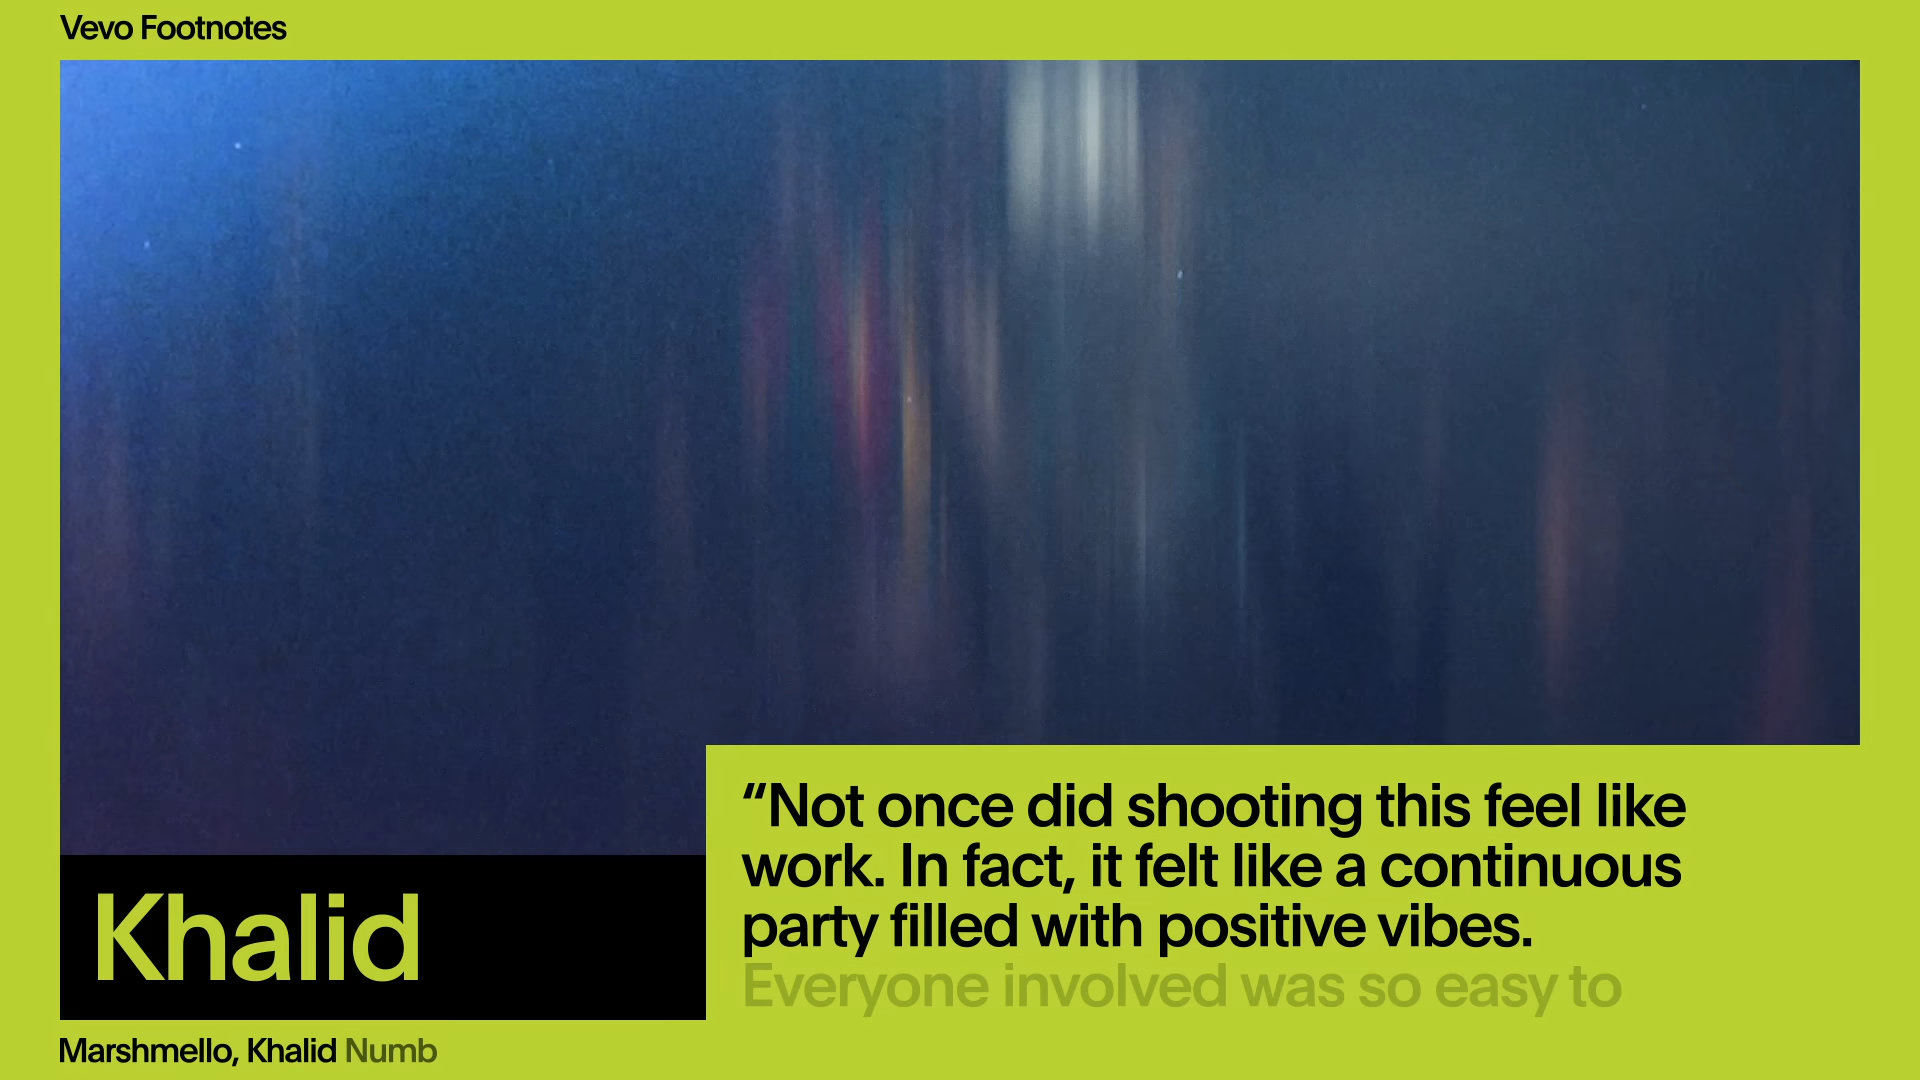 Vevo Footnotes
“Not once did shooting this feel like
work. In fact, it felt like a continuous
party filled with positive vibes.
Everyone involved was so easy to
Khalid
Marshmello, Khalid Numb